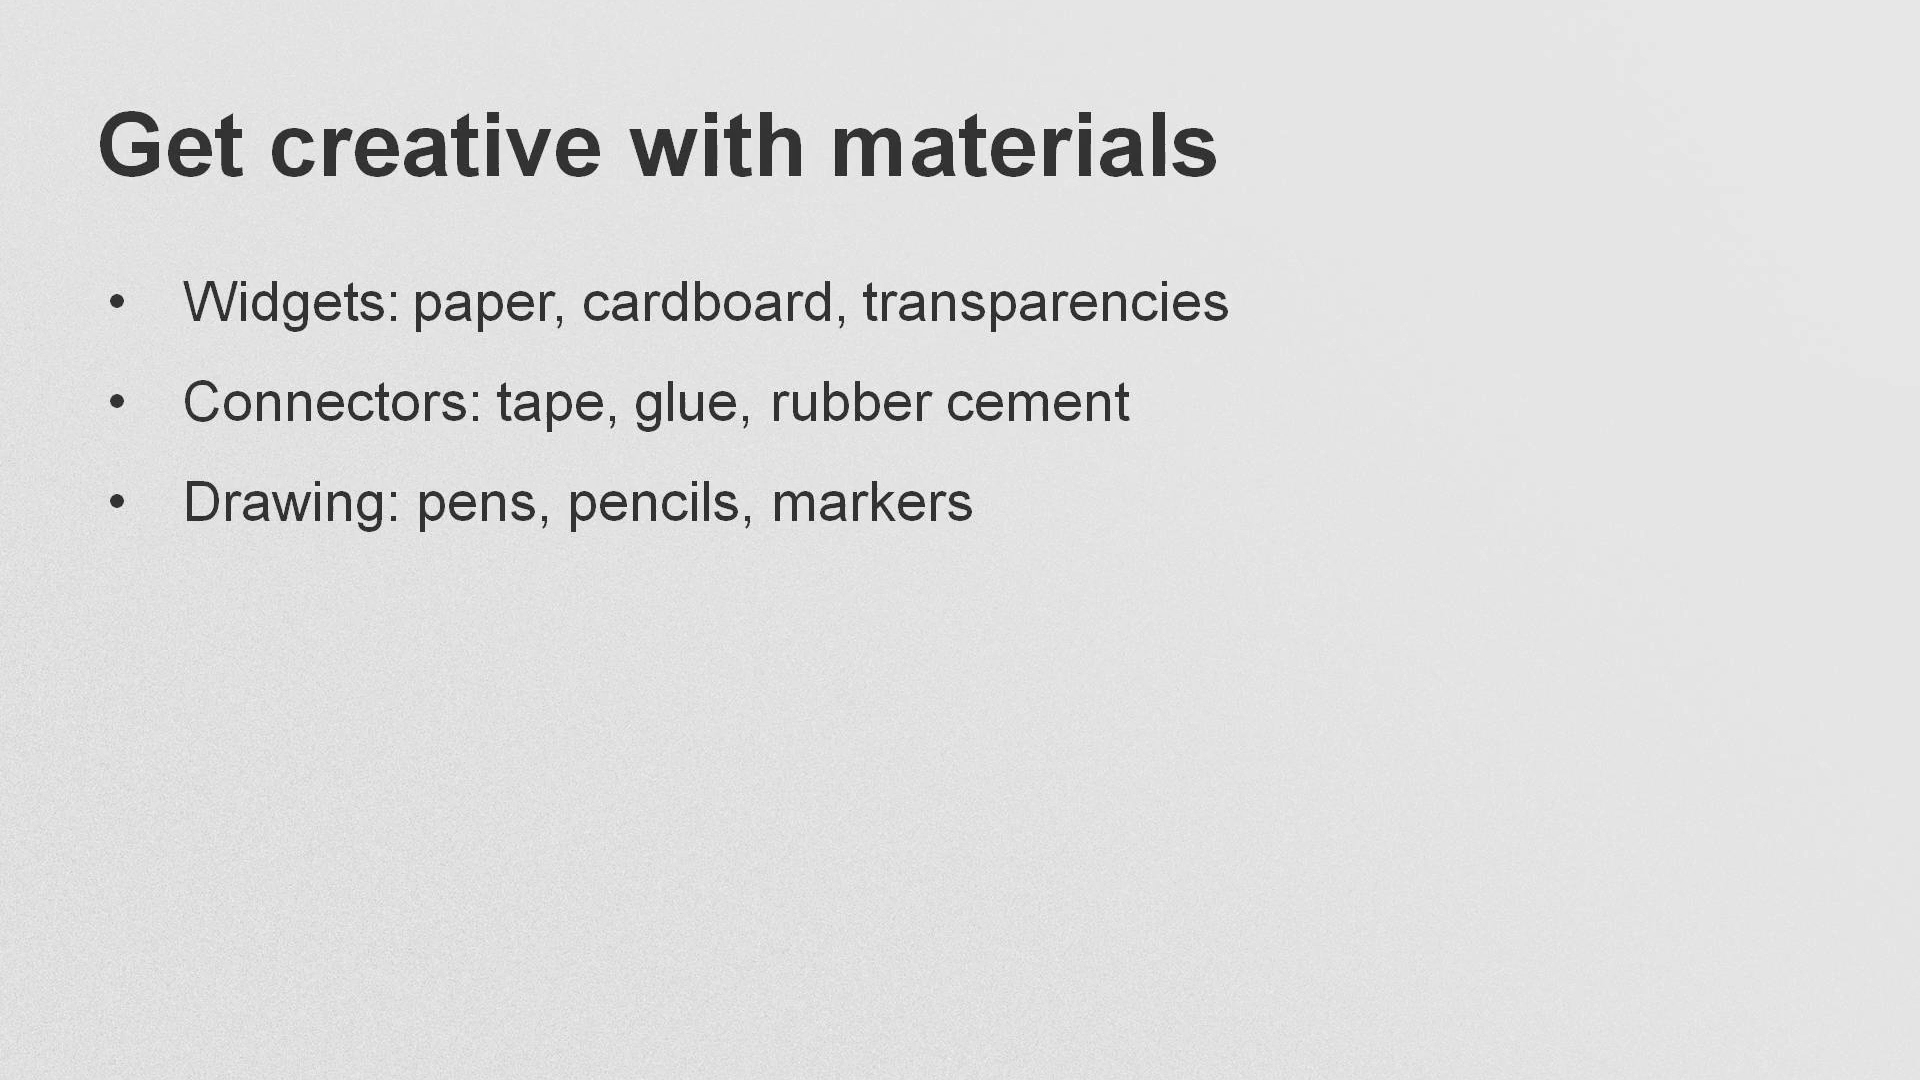 Get creative with materials
• Widgets: paper, cardboard, transparencies
• Connectors: tape, glue, rubber cement
• Drawing: pens, pencils, markers